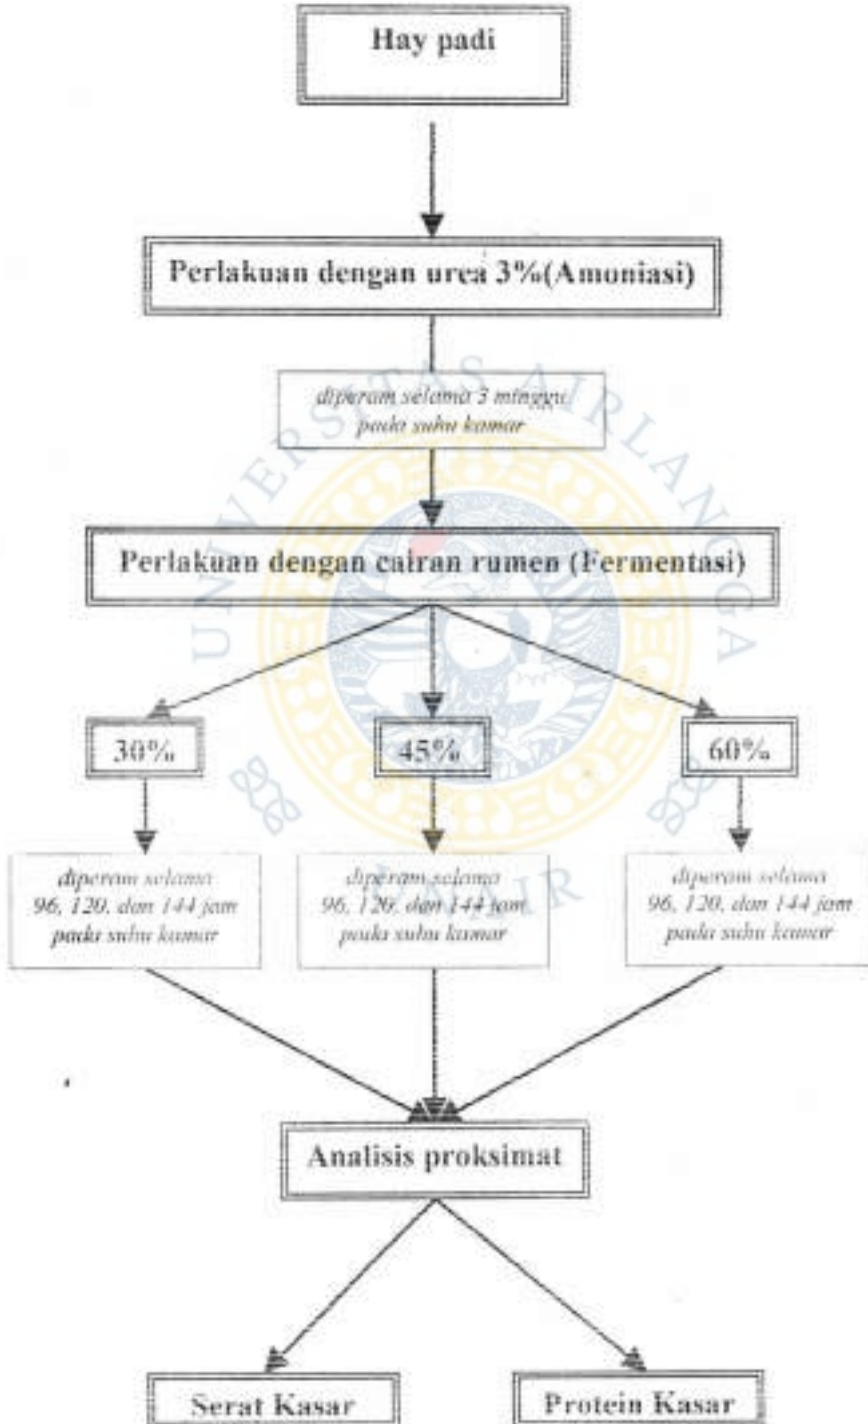 Hay padi
Perlakuan dengan urea 3%(Amoniasi)
diperam selama 3 minggu
pada suhu kamar
UNIVERSITAS AIRLANGGA
Perlakuan dengan cairan rumen (Fermentasi)
30%
45%
60%
diperam selama
96, 120, dan 144 jam
pada suhu kamar
diperam selama
96, 120, dan 144 jam
pada suhu kamar
diperam selama
96, 120, dan 144 jam
pada suhu kamar
UNAIR
Analisis proksimat
Serat Kasar
Protein Kasar